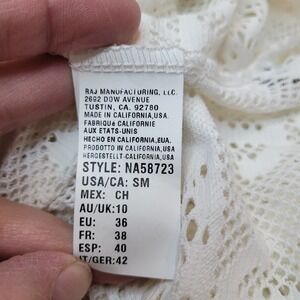 RAJ MANUFACTURING, LLC.
2692 DOW AVENUE
TUSTIN, CA. 92780
MADE IN CALIFORNIA, USA.
FABRIQUÉ CALIFORNIE
AUX ETATS-UNIS
HECHO EN CALIFORNIA, EUA.
PRODOTTO IN CALIFORNIA, USA
HERGESTELLT-CALIFORNIA, USA
STYLE: NA58723
USA/CA: SM
MEX: CH
AU/UK: 10
EU: 36
FR: 38
ESP: 40
IT/GER: 42